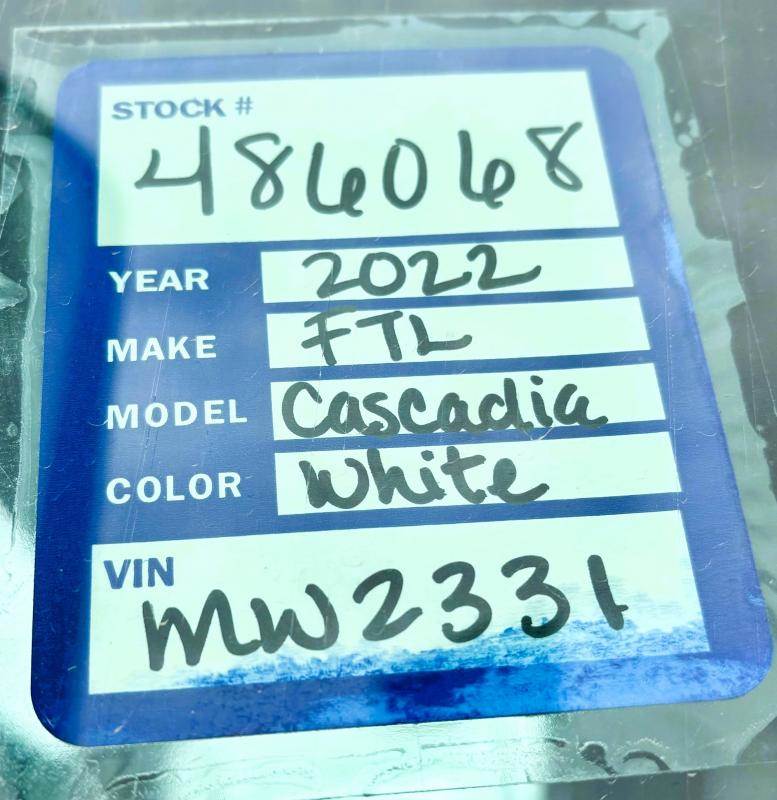 STOCK #
486068
YEAR 2022
MAKE FTL
MODEL Cascadia
COLOR White
VIN
MW2331